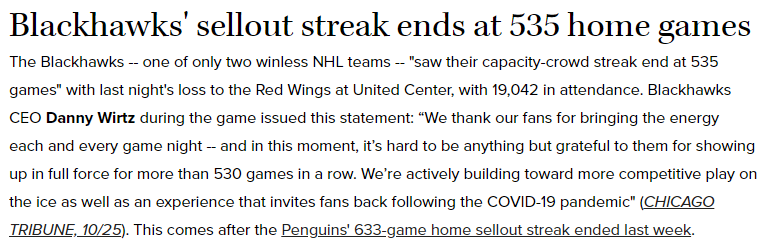 Blackhawks' sellout streak ends at 535 home games
The Blackhawks -- one of only two winless NHL teams -- "saw their capacity-crowd streak end at 535
games" with last night's loss to the Red Wings at United Center, with 19,042 in attendance. Blackhawks
CEO Danny Wirtz during the game issued this statement: “We thank our fans for bringing the energy
each and every game night -- and in this moment, it’s hard to be anything but grateful to them for showing
up in full force for more than 530 games in a row. We’re actively building toward more competitive play on
the ice as well as an experience that invites fans back following the COVID-19 pandemic" (CHICAGO
TRIBUNE, 10/25). This comes after the Penguins' 633-game home sellout streak ended last week.